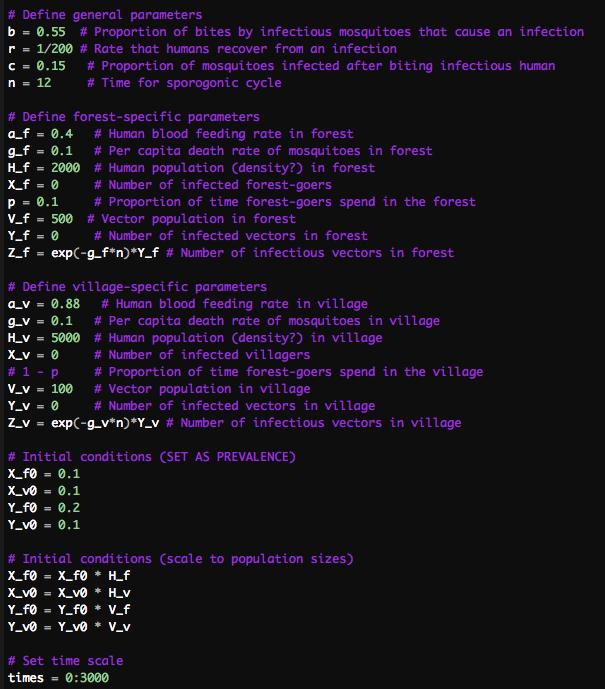 # Define general parameters
b = 0.55  # Proportion of bites by infectious mosquitoes that cause an infection
r = 1/200 # Rate that humans recover from an infection
c = 0.15   # Proportion of mosquitoes infected after biting infectious human
n = 12     # Time for sporogonic cycle

# Define forest-specific parameters
a_f = 0.4   # Human blood feeding rate in forest
g_f = 0.1   # Per capita death rate of mosquitoes in forest
H_f = 2000  # Human population (density?) in forest
X_f = 0     # Number of infected forest-goers
p = 0.1     # Proportion of time forest-goers spend in the forest
V_f = 500  # Vector population in forest
Y_f = 0     # Number of infected vectors in forest
Z_f = exp(-g_f*n)*Y_f # Number of infectious vectors in forest

# Define village-specific parameters
a_v = 0.88   # Human blood feeding rate in village
g_v = 0.1   # Per capita death rate of mosquitoes in village
H_v = 5000  # Human population (density?) in village
X_v = 0     # Number of infected villagers
# 1 - p     # Proportion of time forest-goers spend in the village
V_v = 100   # Vector population in village
Y_v = 0     # Number of infected vectors in village
Z_v = exp(-g_v*n)*Y_v # Number of infectious vectors in village

# Initial conditions (SET AS PREVALENCE)
X_f0 = 0.1
X_v0 = 0.1
Y_f0 = 0.2
Y_v0 = 0.1

# Initial conditions (scale to population sizes)
X_f0 = X_f0 * H_f
X_v0 = X_v0 * H_v
Y_f0 = Y_f0 * V_f
Y_v0 = Y_v0 * V_v

# Set time scale
times = 0:3000